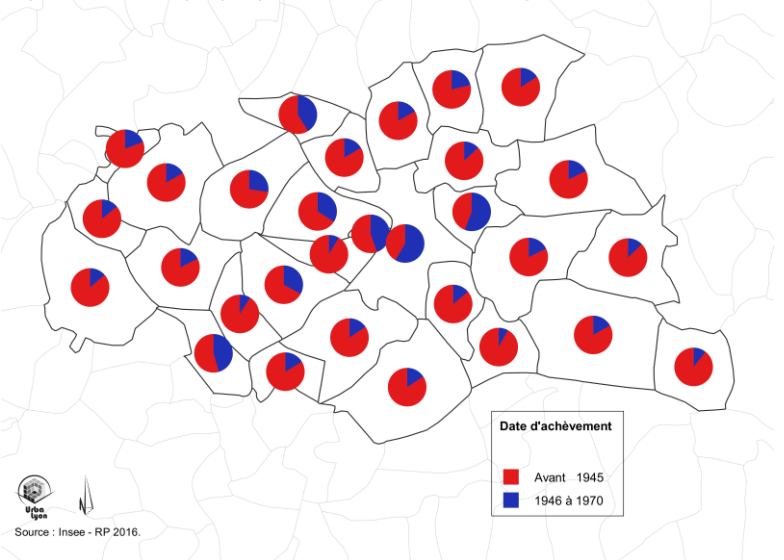 Date d'achèvement
Avant 1945
1946 à 1970
Urba
Lyon
N
Source : Insee - RP 2016.